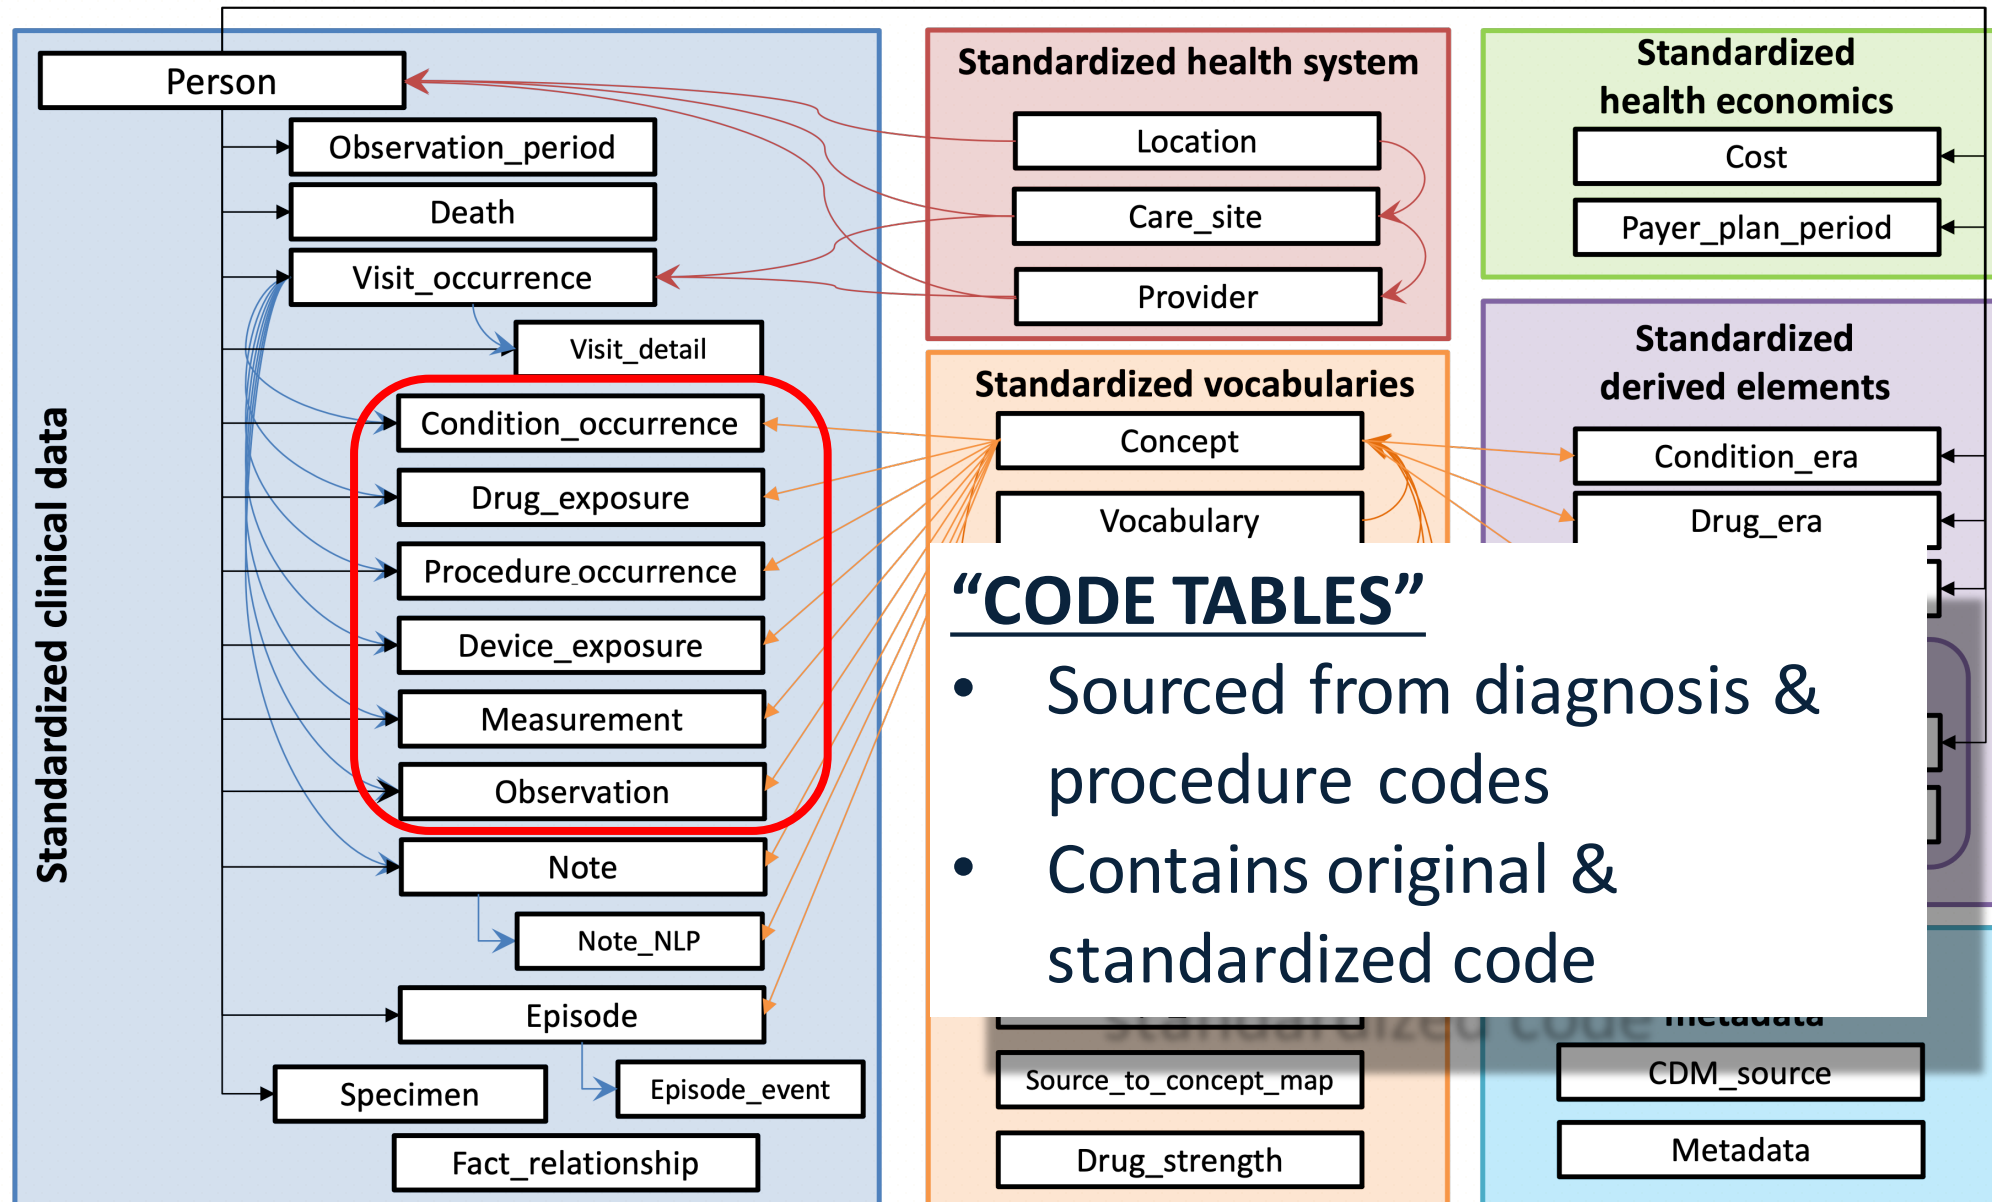 Standardized clinical data
Person
Observation_period
Death
Visit_occurrence
Visit_detail
Condition_occurrence
Drug_exposure
Procedure_occurrence
Device_exposure
Measurement
Observation
Note
Note_NLP
Episode
Episode_event
Specimen
Fact_relationship
Standardized health system
Location
Care_site
Provider
Standardized vocabularies
Concept
Vocabulary
Source_to_concept_map
Drug_strength
Standardized
health economics
Cost
Payer_plan_period
Standardized
derived elements
Condition_era
Drug_era
metadata
CDM_source
Metadata
“CODE TABLES”
• Sourced from diagnosis &
procedure codes
• Contains original &
standardized code